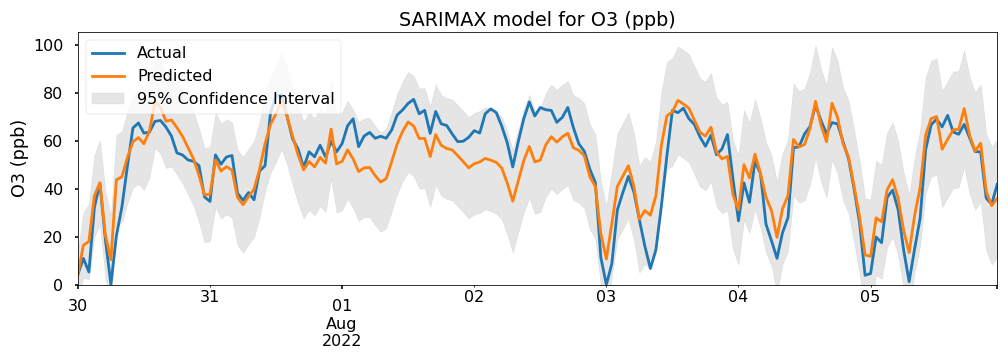 SARIMAX model for O3 (ppb)
Actual
Predicted
95% Confidence Interval
O3 (ppb)
100
80
60
40
20
0
30
31
01
Aug
2022
02
03
04
05